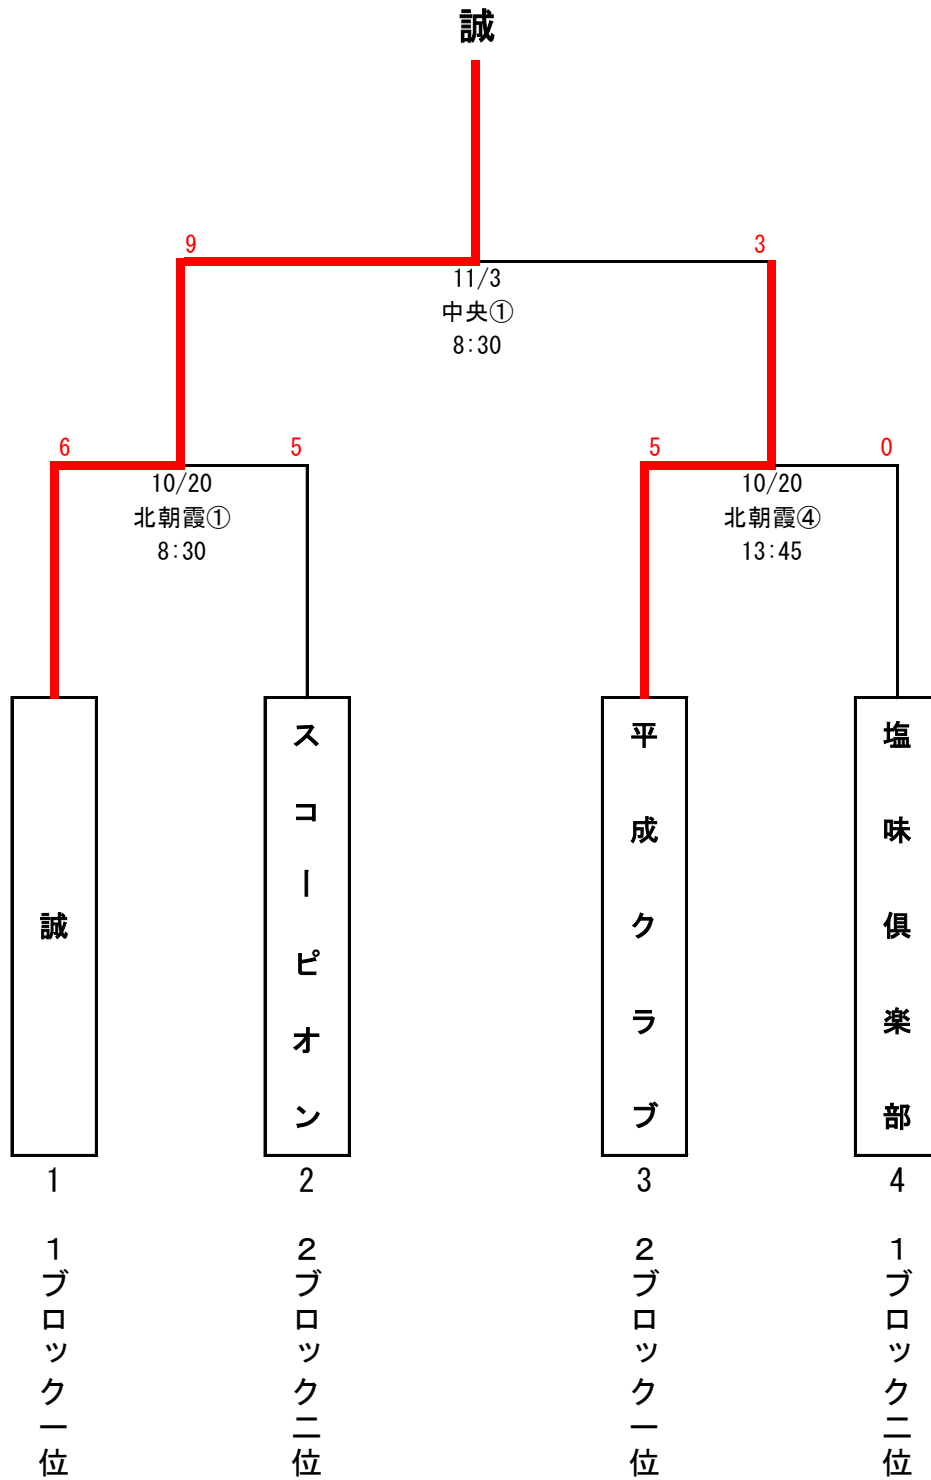 誠
9
3
11/3
中央①
8:30
6
5
5
0
10/20
北朝霞①
8:30
10/20
北朝霞④
13:45
誠
スコーピオン
平成クラブ
塩味倶楽部
1
2
3
4
１ブロック一位
２ブロック二位
２ブロック一位
１ブロック二位